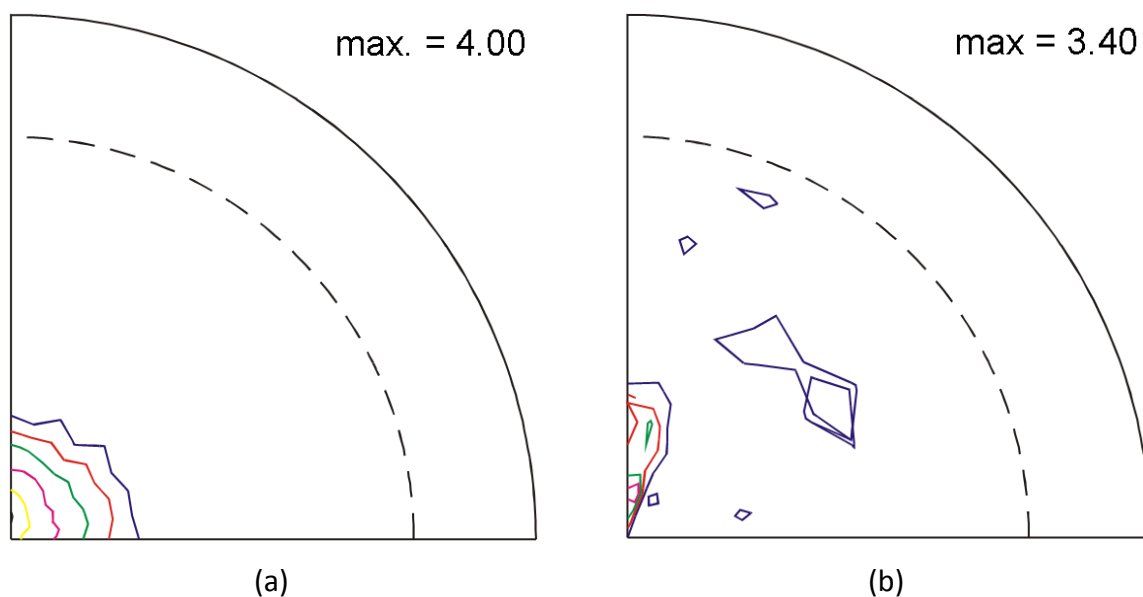 max. = 4.00
max = 3.40
(a)
(b)